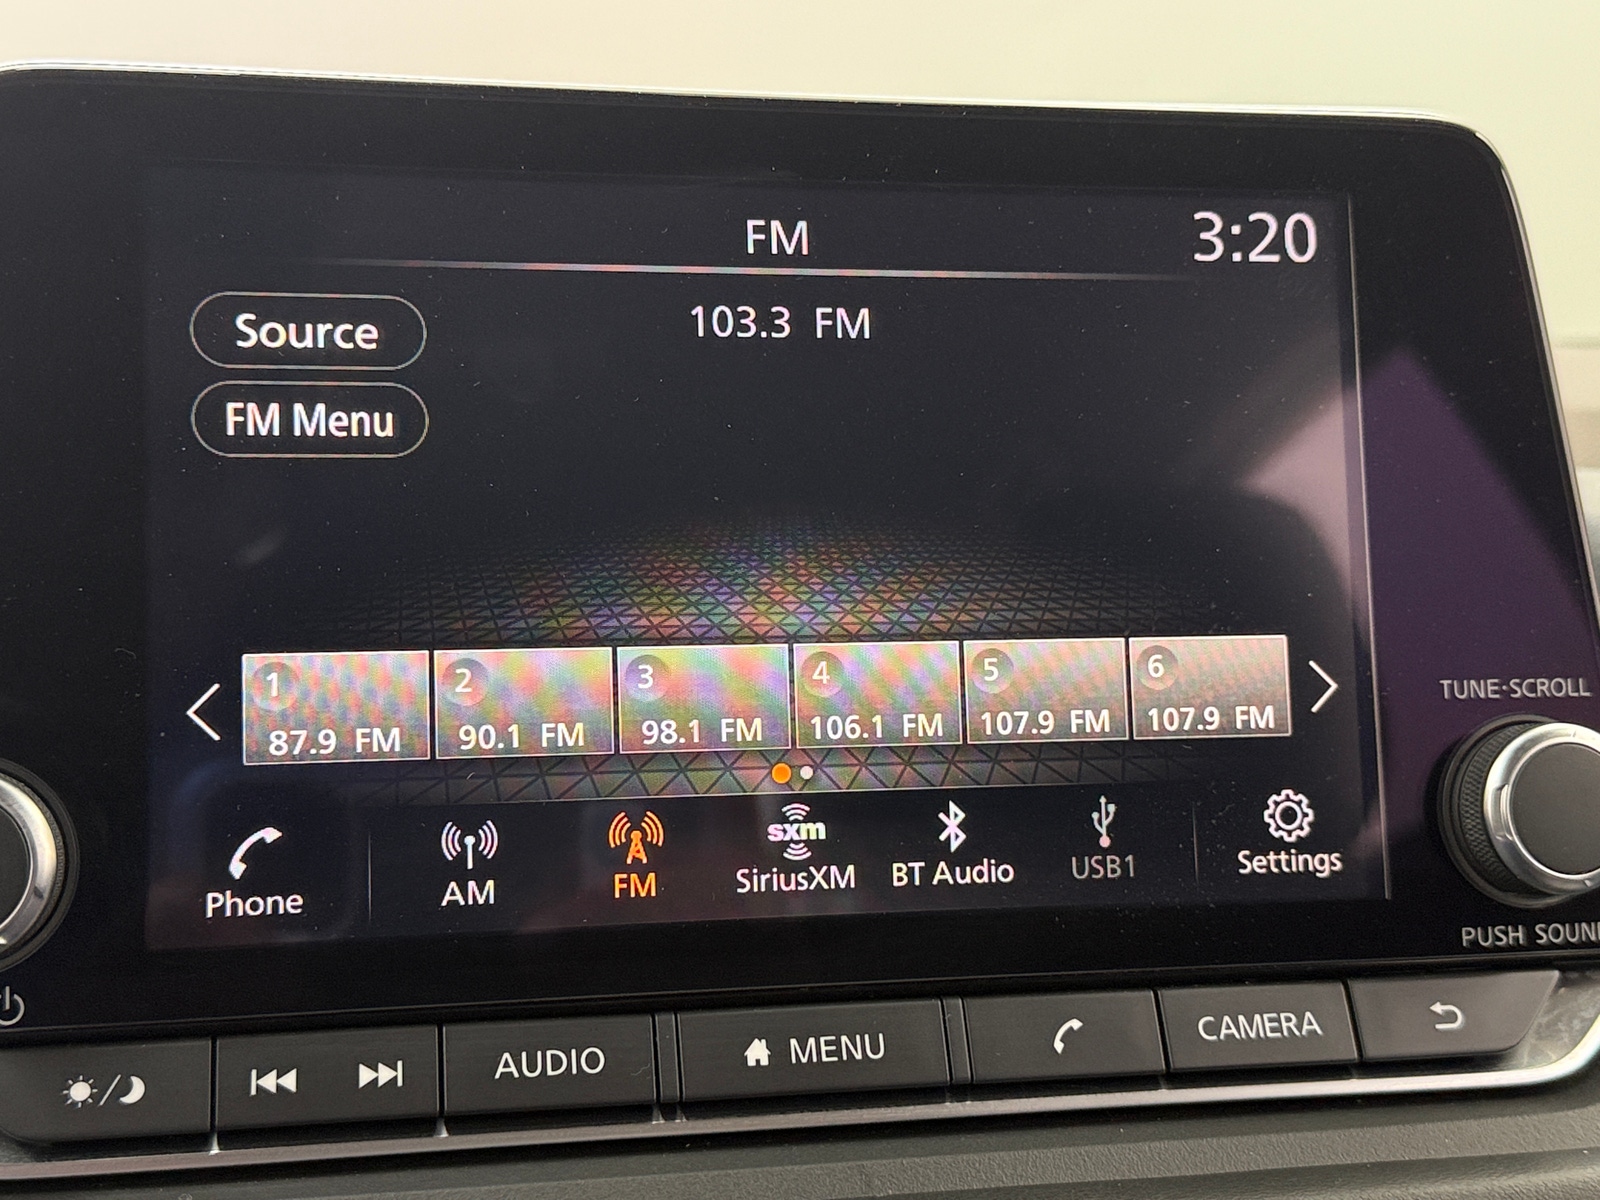 FM
3:20
Source
103.3 FM
FM Menu
1
87.9 FM
2
90.1 FM
3
98.1 FM
4
106.1 FM
5
107.9 FM
6
107.9 FM
TUNE·SCROLL
Phone
AM
FM
sxm
SiriusXM
BT Audio
USB1
Settings
PUSH SOUN
AUDIO
MENU
CAMERA